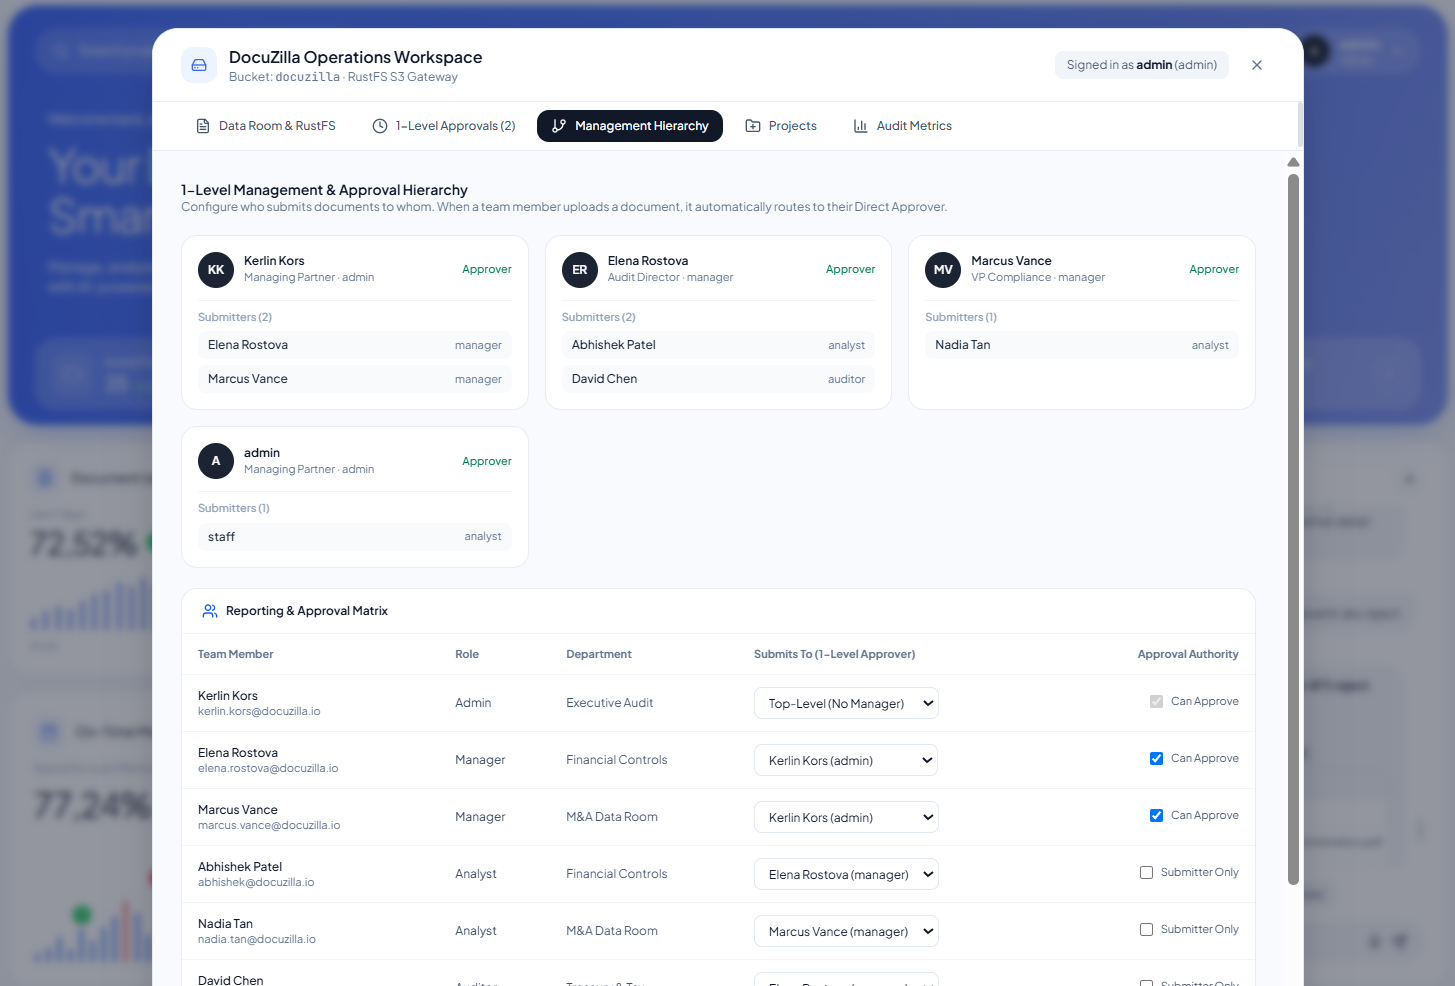 DocuZilla Operations Workspace
Bucket: docuzilla · RustFS S3 Gateway
Signed in as admin (admin)
Data Room & RustFS
1-Level Approvals (2)
Management Hierarchy
Projects
Audit Metrics
1-Level Management & Approval Hierarchy
Configure who submits documents to whom. When a team member uploads a document, it automatically routes to their Direct Approver.
KK
Kerlin Kors
Managing Partner · admin
Approver
Submitters (2)
Elena Rostova manager
Marcus Vance manager
ER
Elena Rostova
Audit Director · manager
Approver
Submitters (2)
Abhishek Patel analyst
David Chen auditor
MV
Marcus Vance
VP Compliance · manager
Approver
Submitters (1)
Nadia Tan analyst
A
admin
Managing Partner · admin
Approver
Submitters (1)
staff analyst
Reporting & Approval Matrix
Team Member Role Department Submits To (1-Level Approver) Approval Authority
Kerlin Kors
kerlin.kors@docuzilla.io
Admin Executive Audit Top-Level (No Manager) Can Approve
Elena Rostova
elena.rostova@docuzilla.io
Manager Financial Controls Kerlin Kors (admin) Can Approve
Marcus Vance
marcus.vance@docuzilla.io
Manager M&A Data Room Kerlin Kors (admin) Can Approve
Abhishek Patel
abhishek@docuzilla.io
Analyst Financial Controls Elena Rostova (manager) Submitter Only
Nadia Tan
nadia.tan@docuzilla.io
Analyst M&A Data Room Marcus Vance (manager) Submitter Only
David Chen
72,52%
77,24%